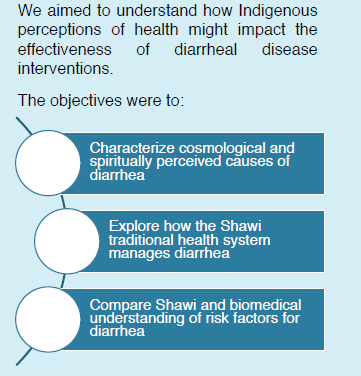 We aimed to understand how Indigenous
perceptions of health might impact the
effectiveness of diarrheal disease
interventions.
The objectives were to:
Characterize cosmological and
spiritually perceived causes of
diarrhea
Explore how the Shawi
traditional health system
manages diarrhea
Compare Shawi and biomedical
understanding of risk factors for
diarrhea